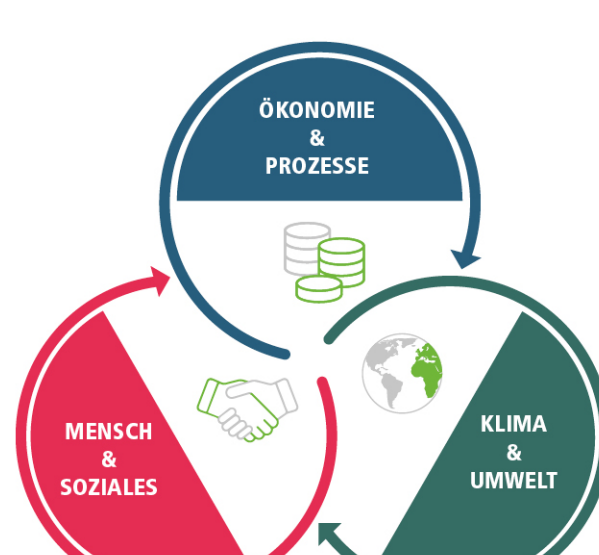 ÖKONOMIE
&
PROZESSE
MENSCH
&
SOZIALES
KLIMA
&
UMWELT